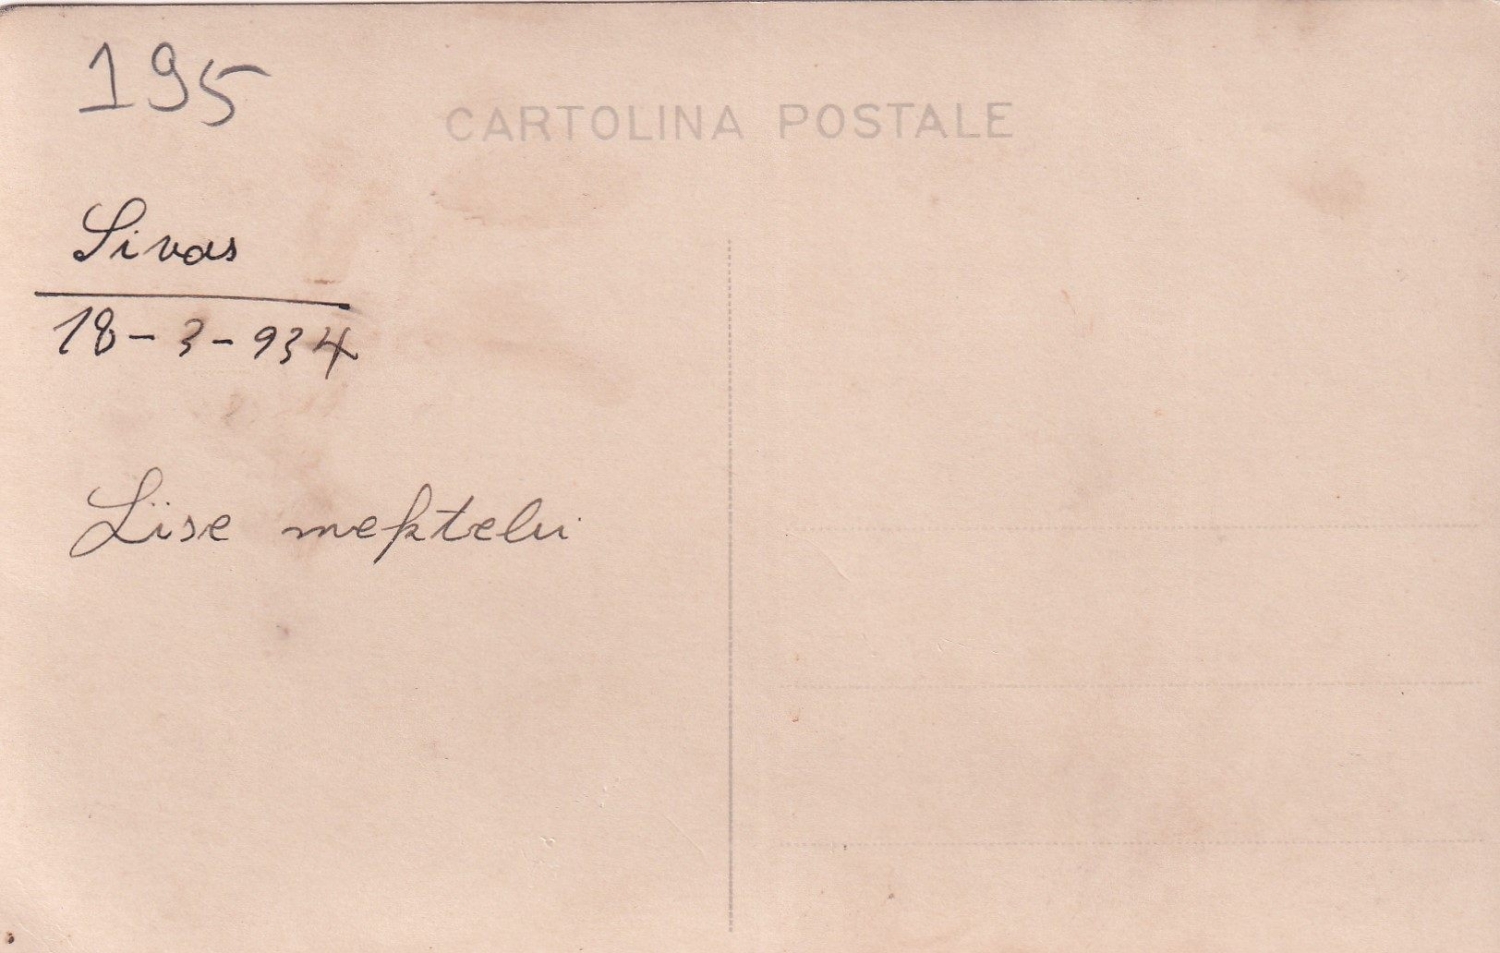 195
CARTOLINA POSTALE
Sivas
18-3-934
Lise mektebi